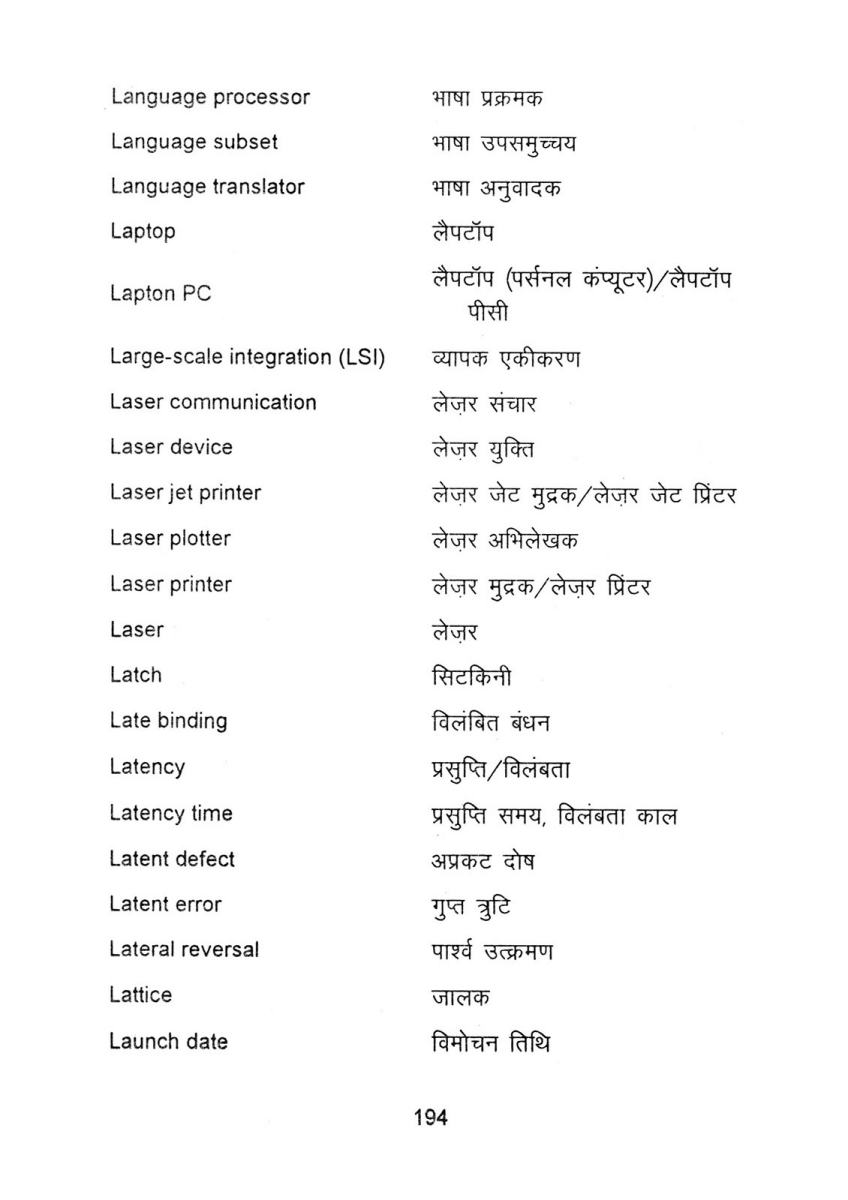 Language processor भाषा प्रक्रमक
Language subset भाषा उपसमुच्चय
Language translator भाषा अनुवादक
Laptop लैपटॉप
Lapton PC लैपटॉप (पर्सनल कंप्यूटर)/लैपटॉप
पीसी
Large-scale integration (LSI) व्यापक एकीकरण
Laser communication लेज़र संचार
Laser device लेज़र युक्ति
Laser jet printer लेज़र जेट मुद्रक/लेज़र जेट प्रिंटर
Laser plotter लेज़र अभिलेखक
Laser printer लेज़र मुद्रक/लेज़र प्रिंटर
Laser लेज़र
Latch सिटकिनी
Late binding विलंबित बंधन
Latency प्रसुप्ति/विलंबता
Latency time प्रसुप्ति समय, विलंबता काल
Latent defect अप्रकट दोष
Latent error गुप्त त्रुटि
Lateral reversal पार्श्व उत्क्रमण
Lattice जालक
Launch date विमोचन तिथि
194